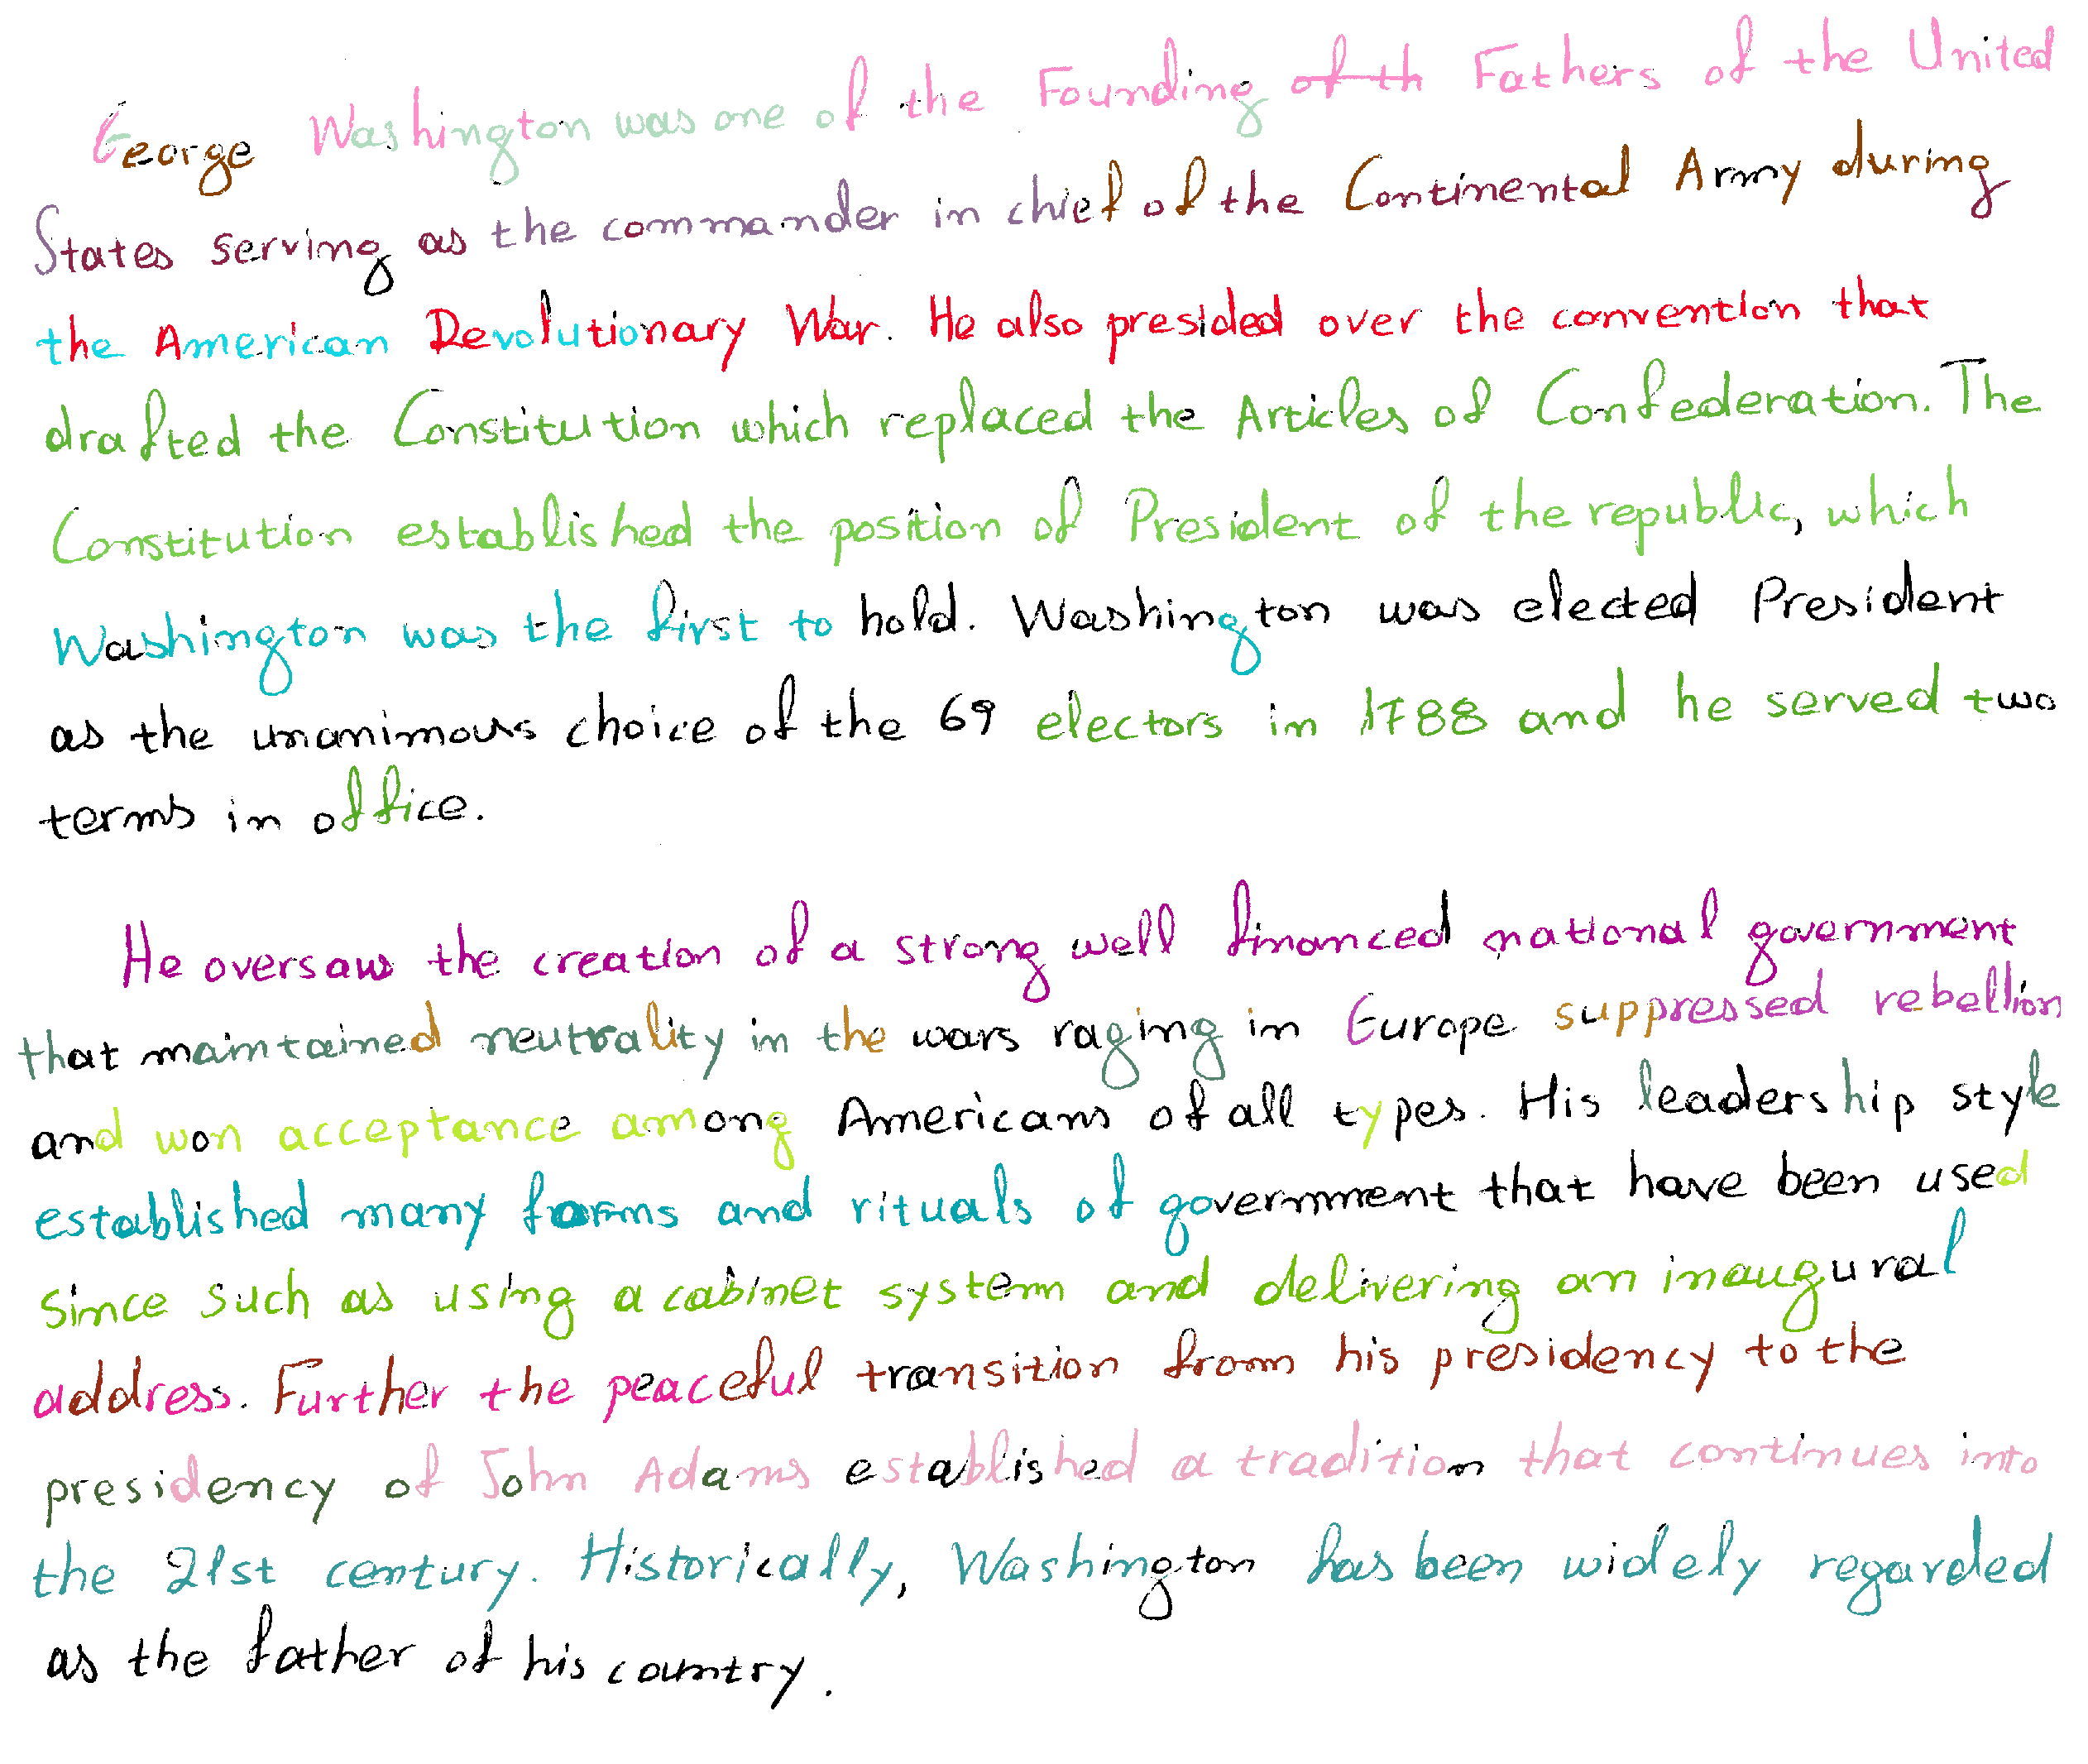 George Washington was one of the Founding of th Fathers of the United
States serving as the commander in chief of the Continental Army during
the American Revolutionary War. He also presided over the convention that
drafted the Constitution which replaced the Articles of Confederation. The
Constitution established the position of President of the republic, which
Washington was the first to hold. Washington was elected President
as the unanimous choice of the 69 electors in 1788 and he served two
terms in office.
He oversaw the creation of a strong well financed national government
that maintained neutrality in the wars raging in Europe suppressed rebellion
and won acceptance among Americans of all types. His leadership style
established many forms and rituals of government that have been used
since such as using a cabinet system and delivering an inaugural
address. Further the peaceful transition from his presidency to the
presidency of John Adams established a tradition that continues into
the 21st century. Historically, Washington has been widely regarded
as the father of his country.